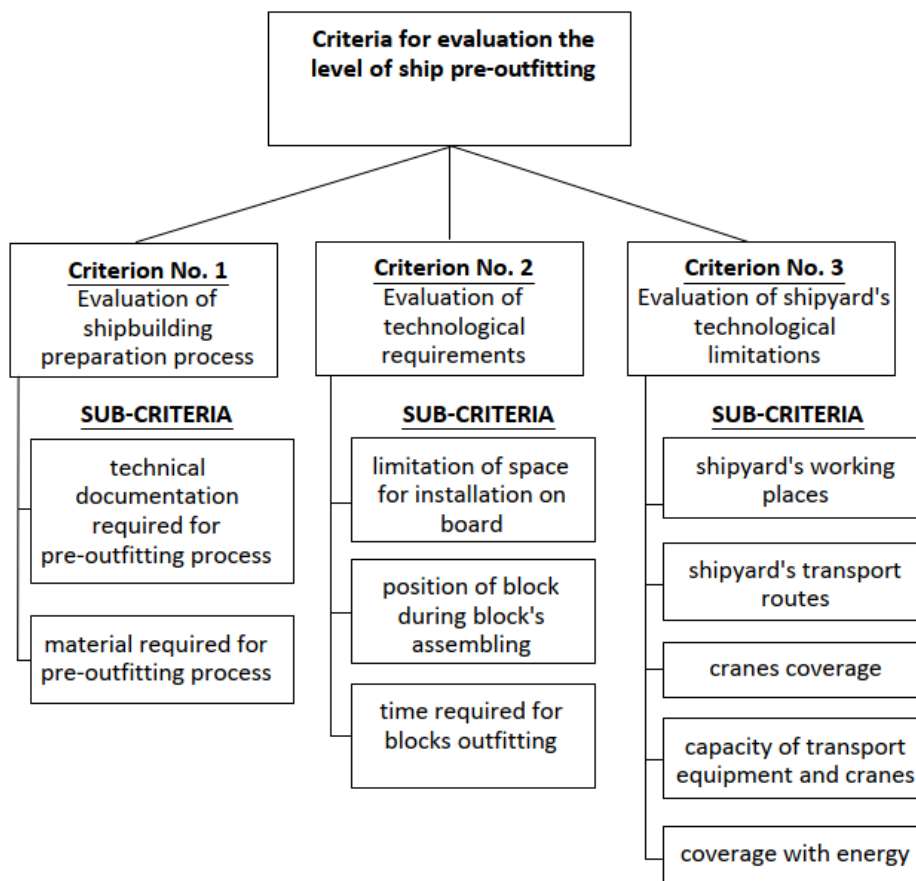 Criteria for evaluation the
level of ship pre-outfitting
Criterion No. 1
Evaluation of
shipbuilding
preparation process
SUB-CRITERIA
technical
documentation
required for
pre-outfitting process
material required for
pre-outfitting process
Criterion No. 2
Evaluation of
technological
requirements
SUB-CRITERIA
limitation of space
for installation on
board
position of block
during block's
assembling
time required for
blocks outfitting
Criterion No. 3
Evaluation of shipyard's
technological
limitations
SUB-CRITERIA
shipyard's working
places
shipyard's transport
routes
cranes coverage
capacity of transport
equipment and cranes
coverage with energy